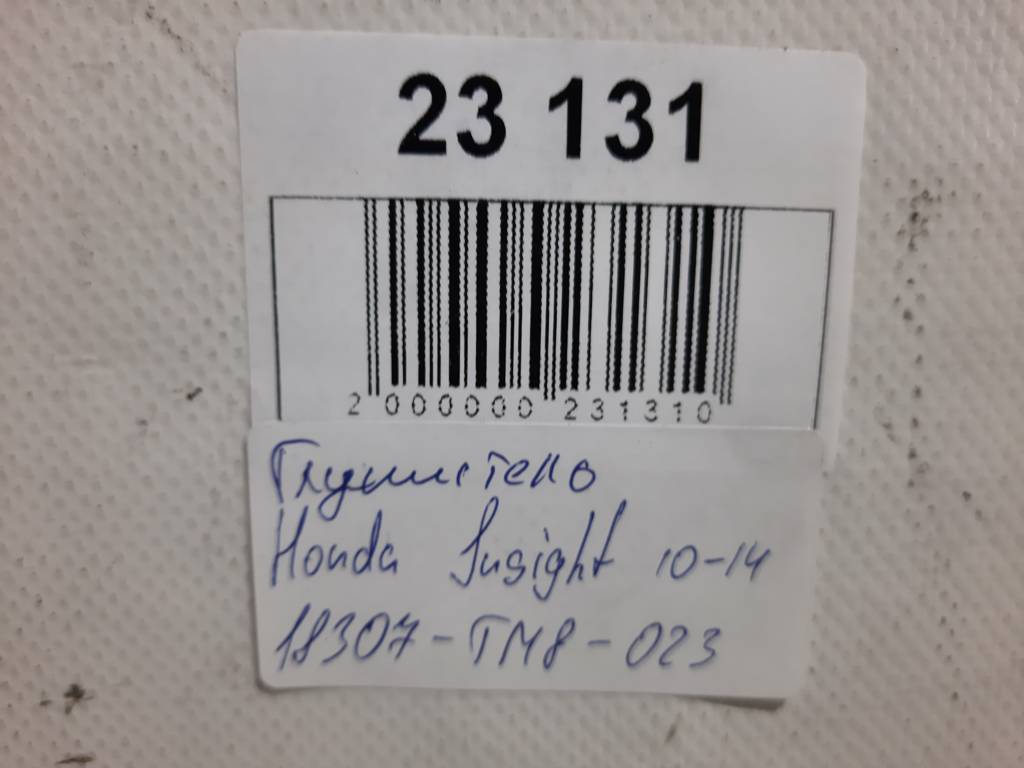 23 131
2 000000 231310
Глушитель
Honda Insight 10-14
18307-TM8-023